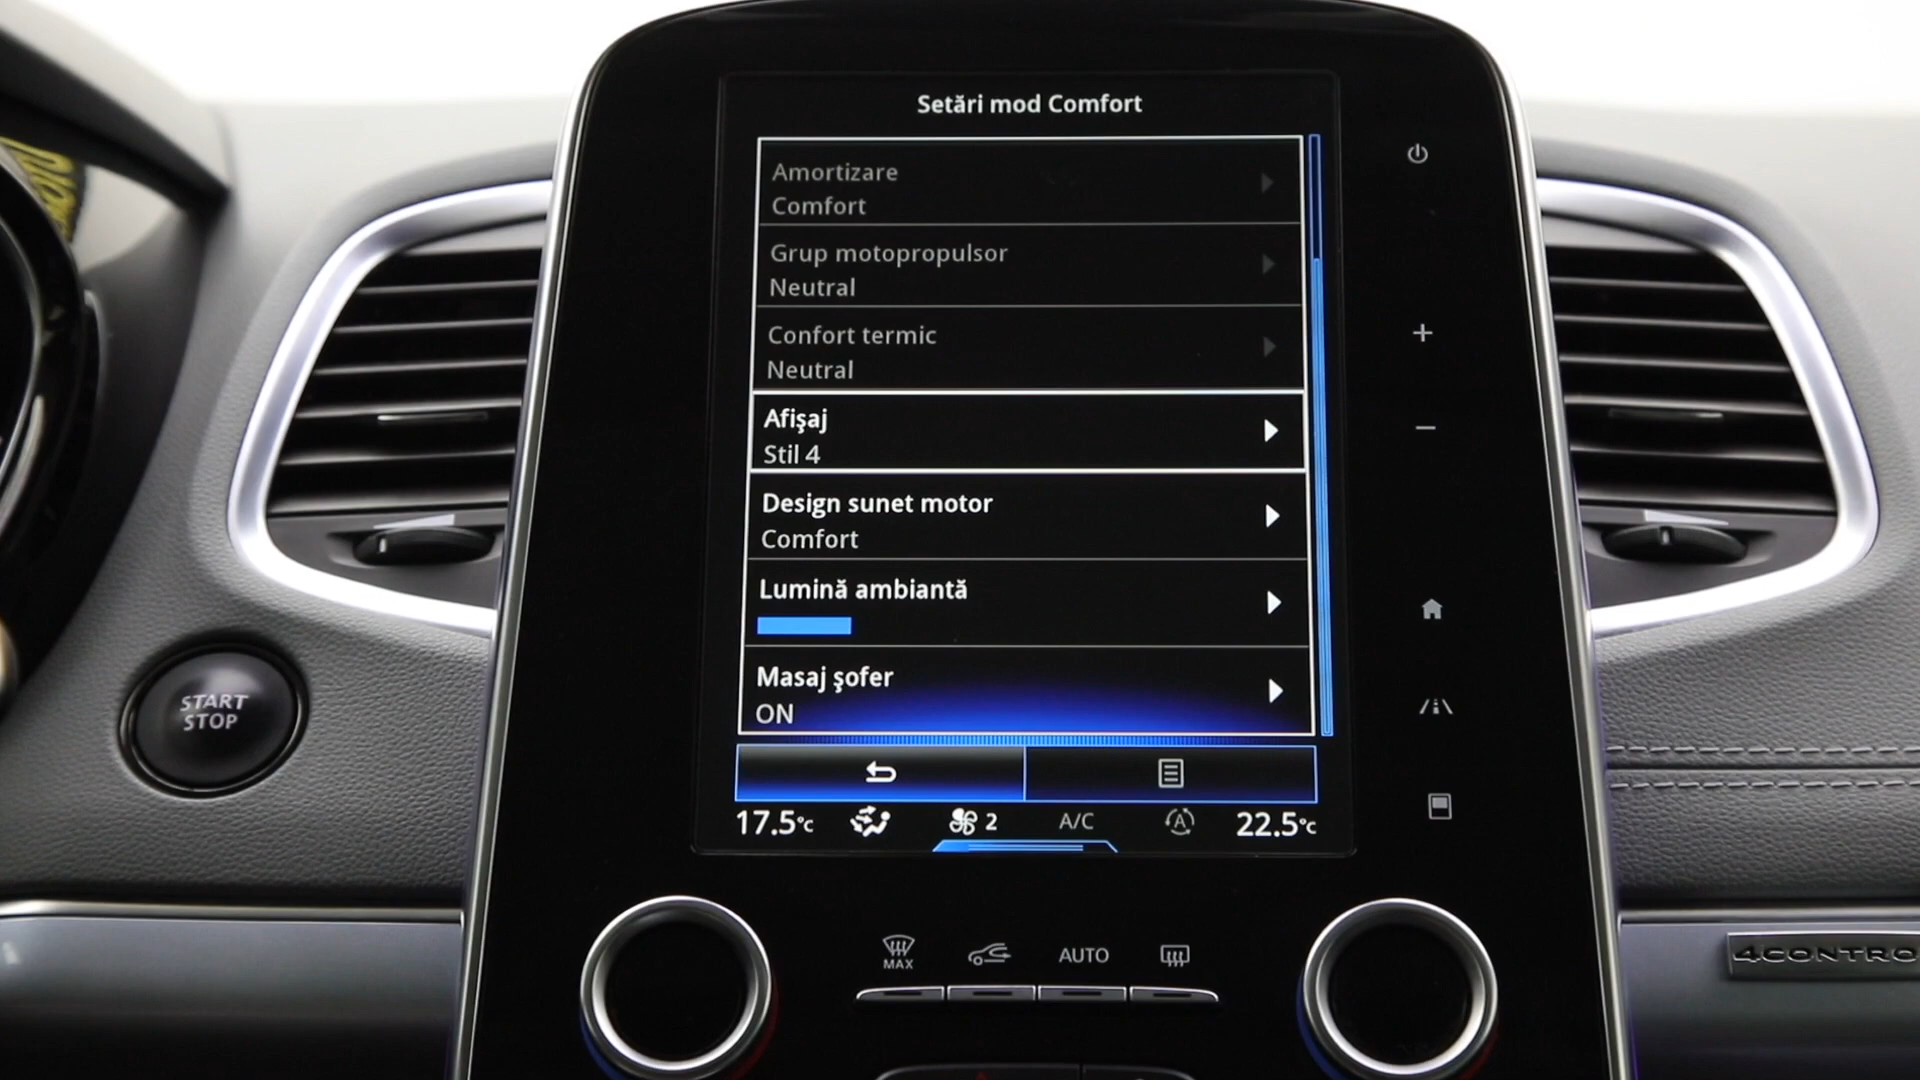 Setări mod Comfort
Amortizare
Comfort
Grup motopropulsor
Neutral
Confort termic
Neutral
Afişaj
Stil 4
Design sunet motor
Comfort
Lumină ambiantă
Masaj şofer
ON
17.5°C
2
A/C
A
22.5°C
START
STOP
MAX
AUTO
4CONTRO